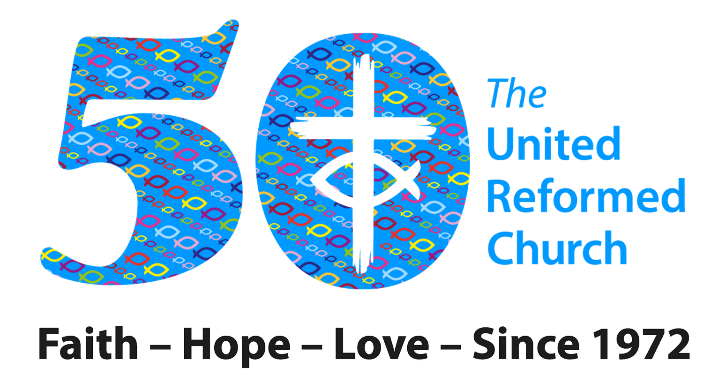 50
The
United
Reformed
Church
Faith – Hope – Love – Since 1972